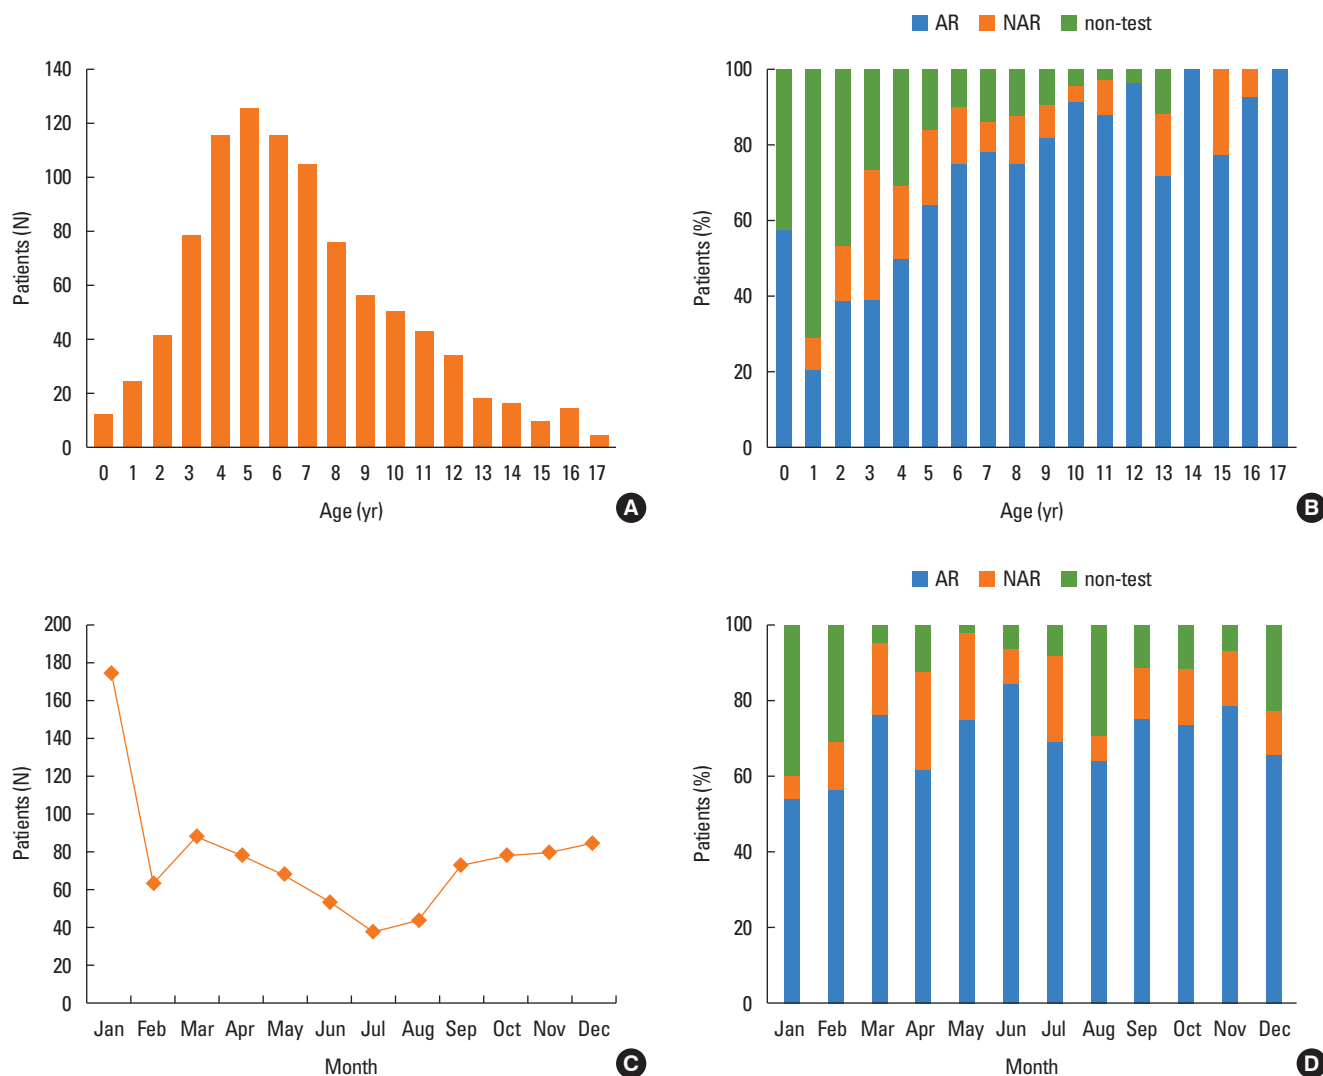 140
120
100
80
60
40
20
0
Patients (N)
0 1 2 3 4 5 6 7 8 9 10 11 12 13 14 15 16 17
Age (yr)
A
AR NAR non-test
100
80
60
40
20
0
Patients (%)
0 1 2 3 4 5 6 7 8 9 10 11 12 13 14 15 16 17
Age (yr)
B
200
180
160
140
120
100
80
60
40
20
0
Patients (N)
Jan Feb Mar Apr May Jun Jul Aug Sep Oct Nov Dec
Month
C
AR NAR non-test
100
80
60
40
20
0
Patients (%)
Jan Feb Mar Apr May Jun Jul Aug Sep Oct Nov Dec
Month
D